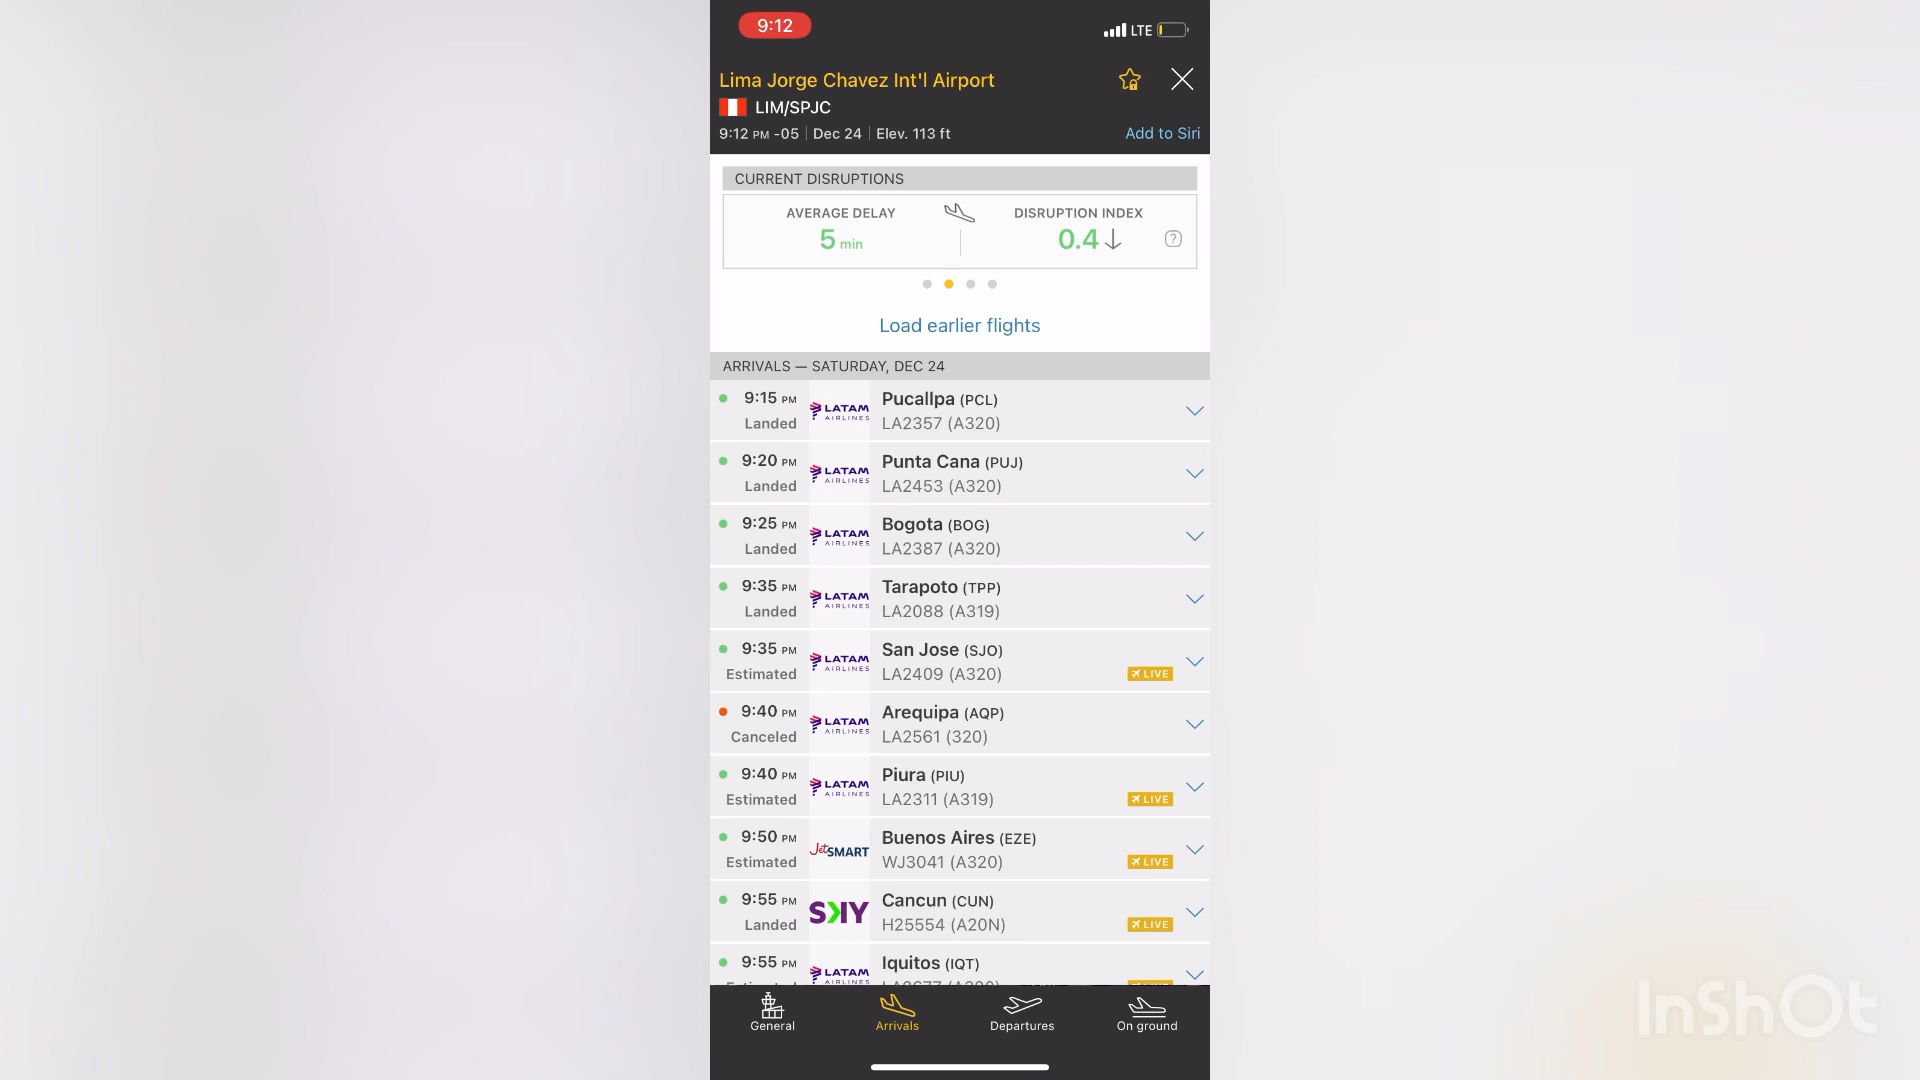 9:12
LTE
Lima Jorge Chavez Int'l Airport
LIM/SPJC
9:12 PM -05 | Dec 24 | Elev. 113 ft
Add to Siri
CURRENT DISRUPTIONS
AVERAGE DELAY
DISRUPTION INDEX
5 min
0.4
?
Load earlier flights
ARRIVALS — SATURDAY, DEC 24
9:15 PM
Landed
LATAM AIRLINES
Pucallpa (PCL)
LA2357 (A320)
9:20 PM
Landed
LATAM AIRLINES
Punta Cana (PUJ)
LA2453 (A320)
9:25 PM
Landed
LATAM AIRLINES
Bogota (BOG)
LA2387 (A320)
9:35 PM
Landed
LATAM AIRLINES
Tarapoto (TPP)
LA2088 (A319)
9:35 PM
Estimated
LATAM AIRLINES
San Jose (SJO)
LA2409 (A320)
LIVE
9:40 PM
Canceled
LATAM AIRLINES
Arequipa (AQP)
LA2561 (320)
9:40 PM
Estimated
LATAM AIRLINES
Piura (PIU)
LA2311 (A319)
LIVE
9:50 PM
Estimated
JetSMART
Buenos Aires (EZE)
WJ3041 (A320)
LIVE
9:55 PM
Landed
SKY
Cancun (CUN)
H25554 (A20N)
LIVE
9:55 PM
LATAM AIRLINES
Iquitos (IQT)
General
Arrivals
Departures
On ground
InShOt